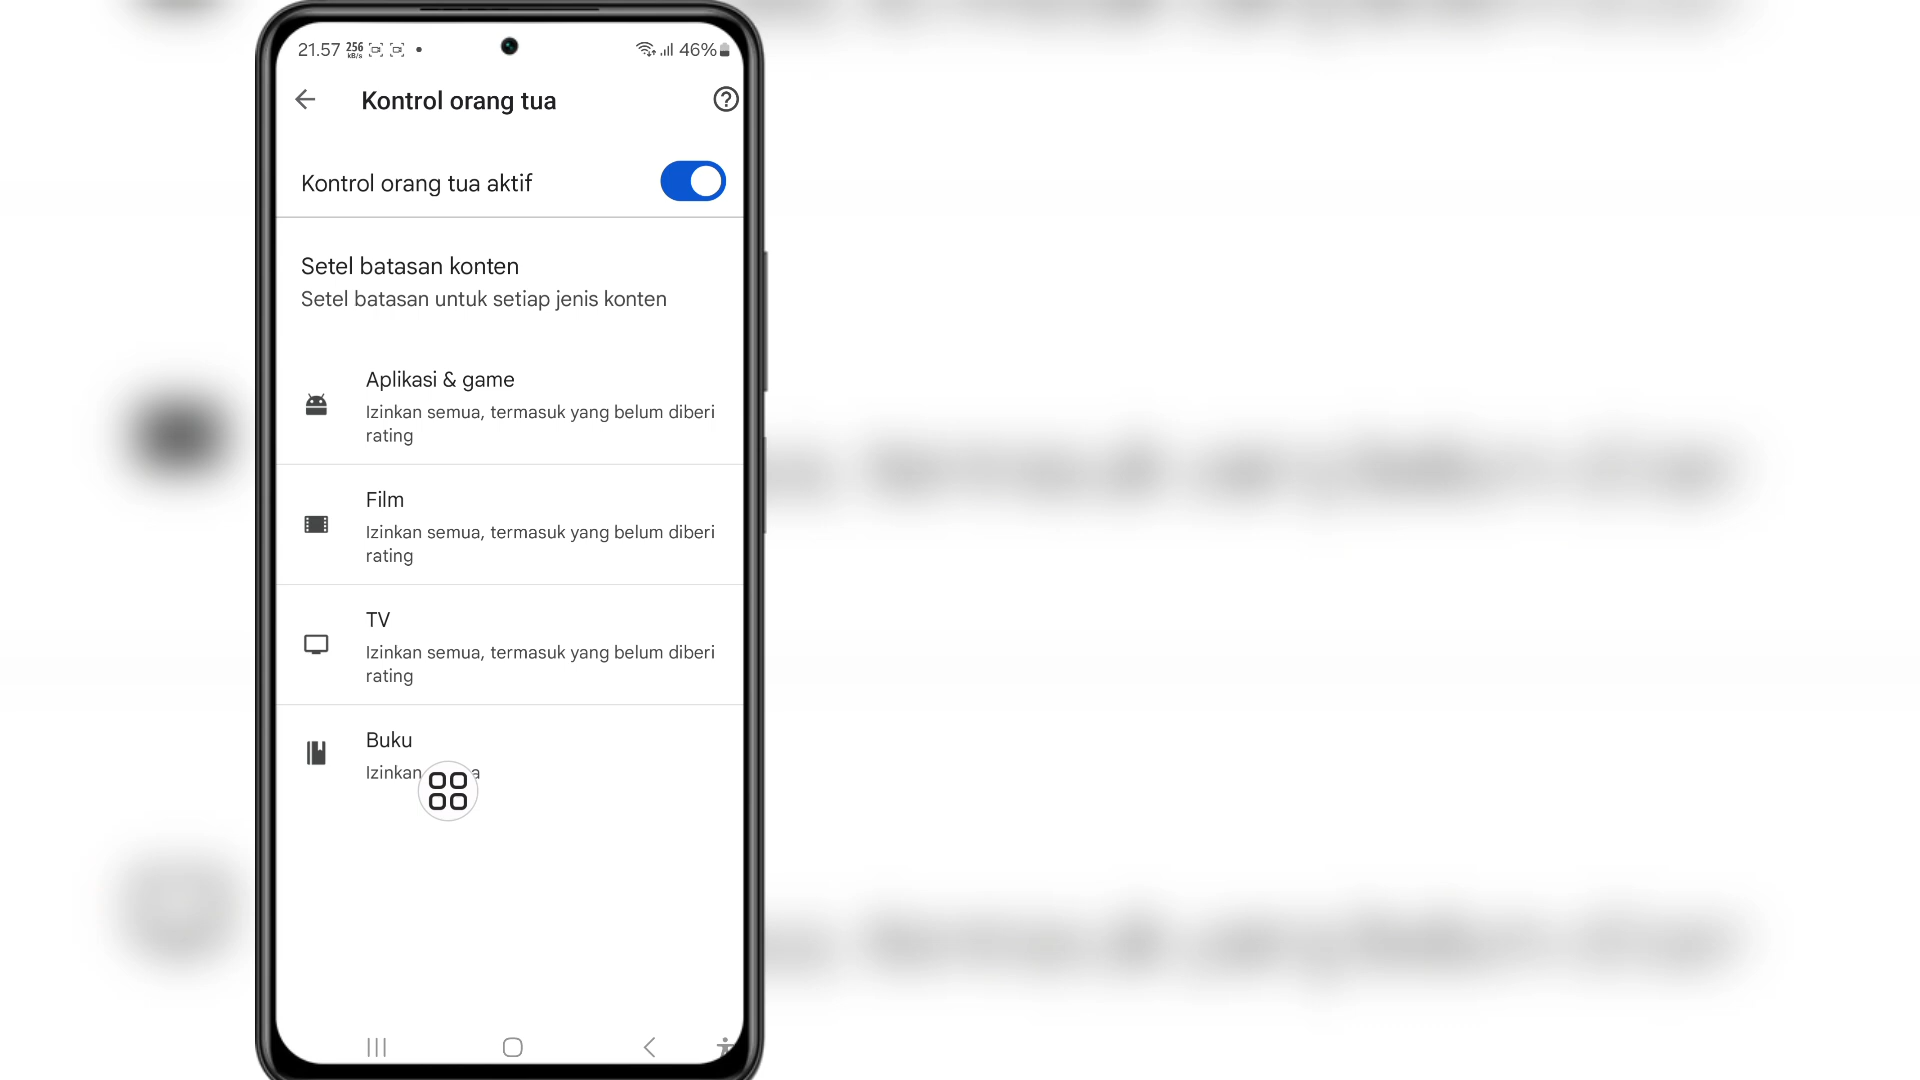 21.57 256 kB/s 46%
Kontrol orang tua
Kontrol orang tua aktif
Setel batasan konten
Setel batasan untuk setiap jenis konten
Aplikasi & game
Izinkan semua, termasuk yang belum diberi
rating
Film
Izinkan semua, termasuk yang belum diberi
rating
TV
Izinkan semua, termasuk yang belum diberi
rating
Buku
Izinkan